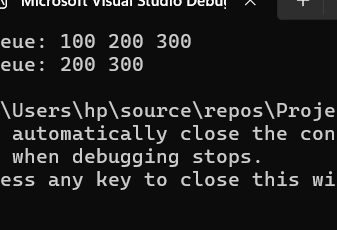 Microsoft Visual Studio Debu
eue: 100 200 300
eue: 200 300
\Users\hp\source\repos\Proje
automatically close the con
when debugging stops.
ess any key to close this wi